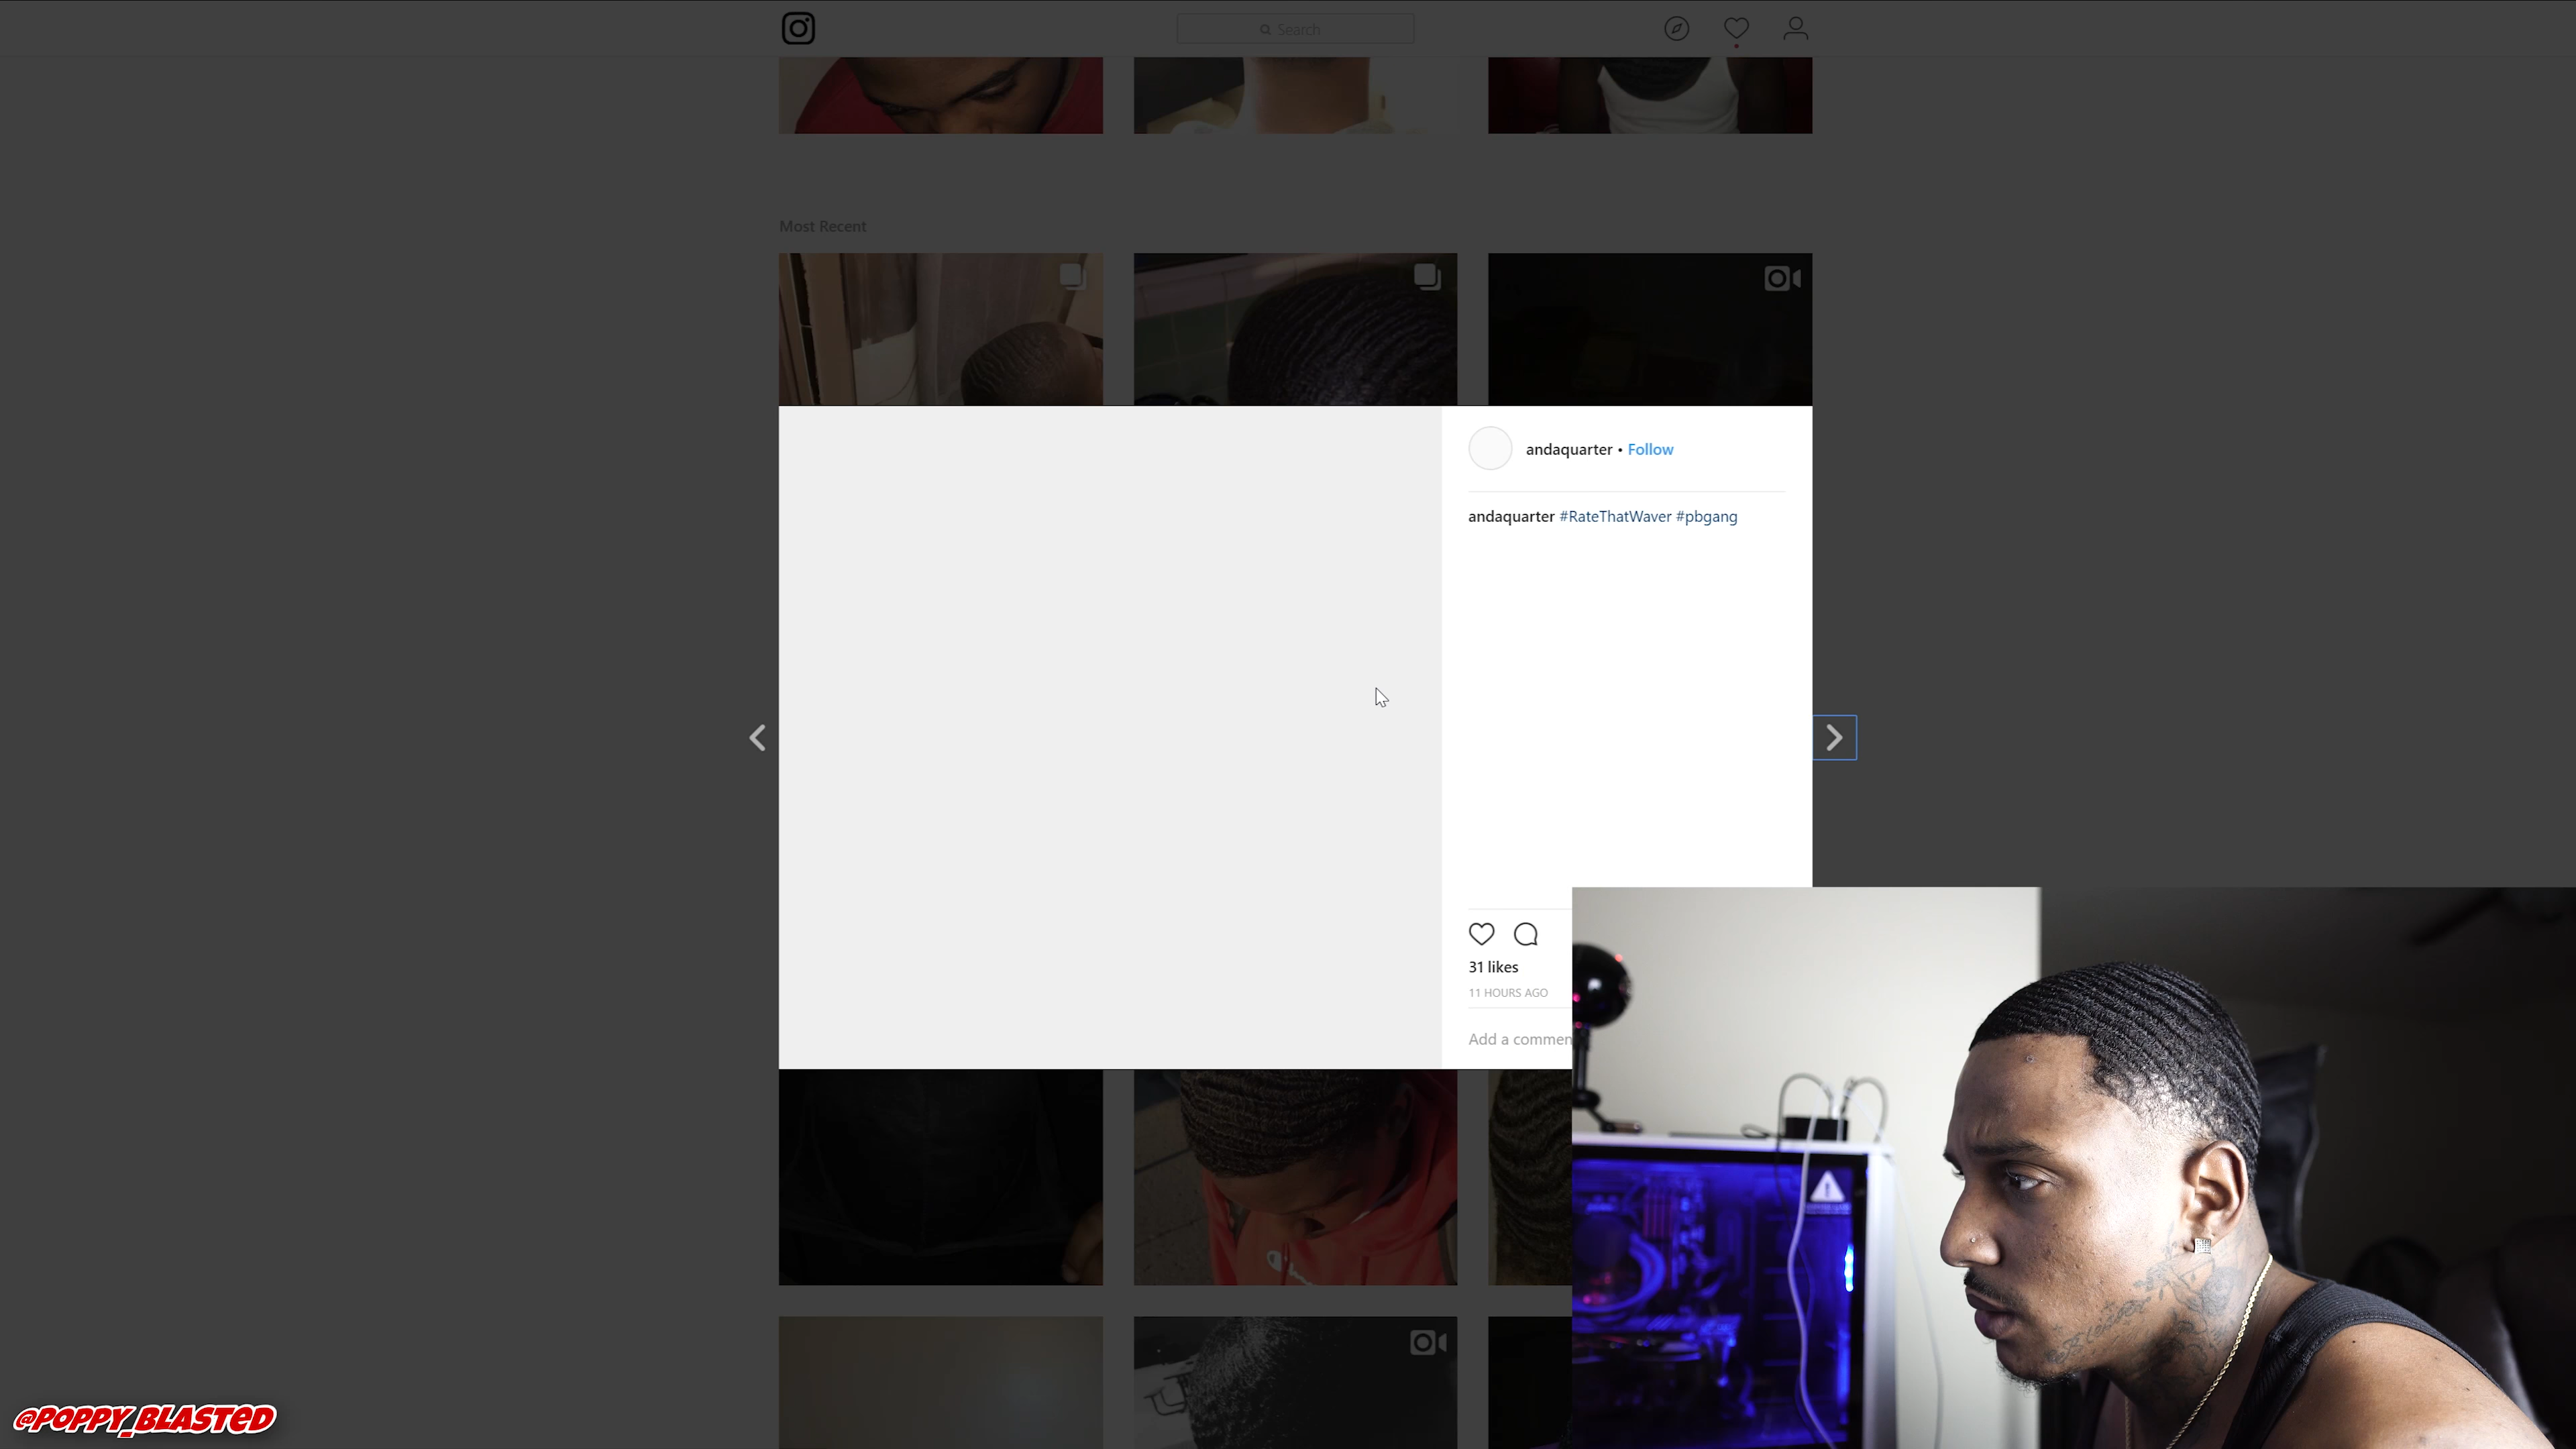 Search
Most Recent
andaquarter • Follow
andaquarter #RateThatWaver #pbgang
31 likes
11 HOURS AGO
Add a commen
@POPPY_BLASTED